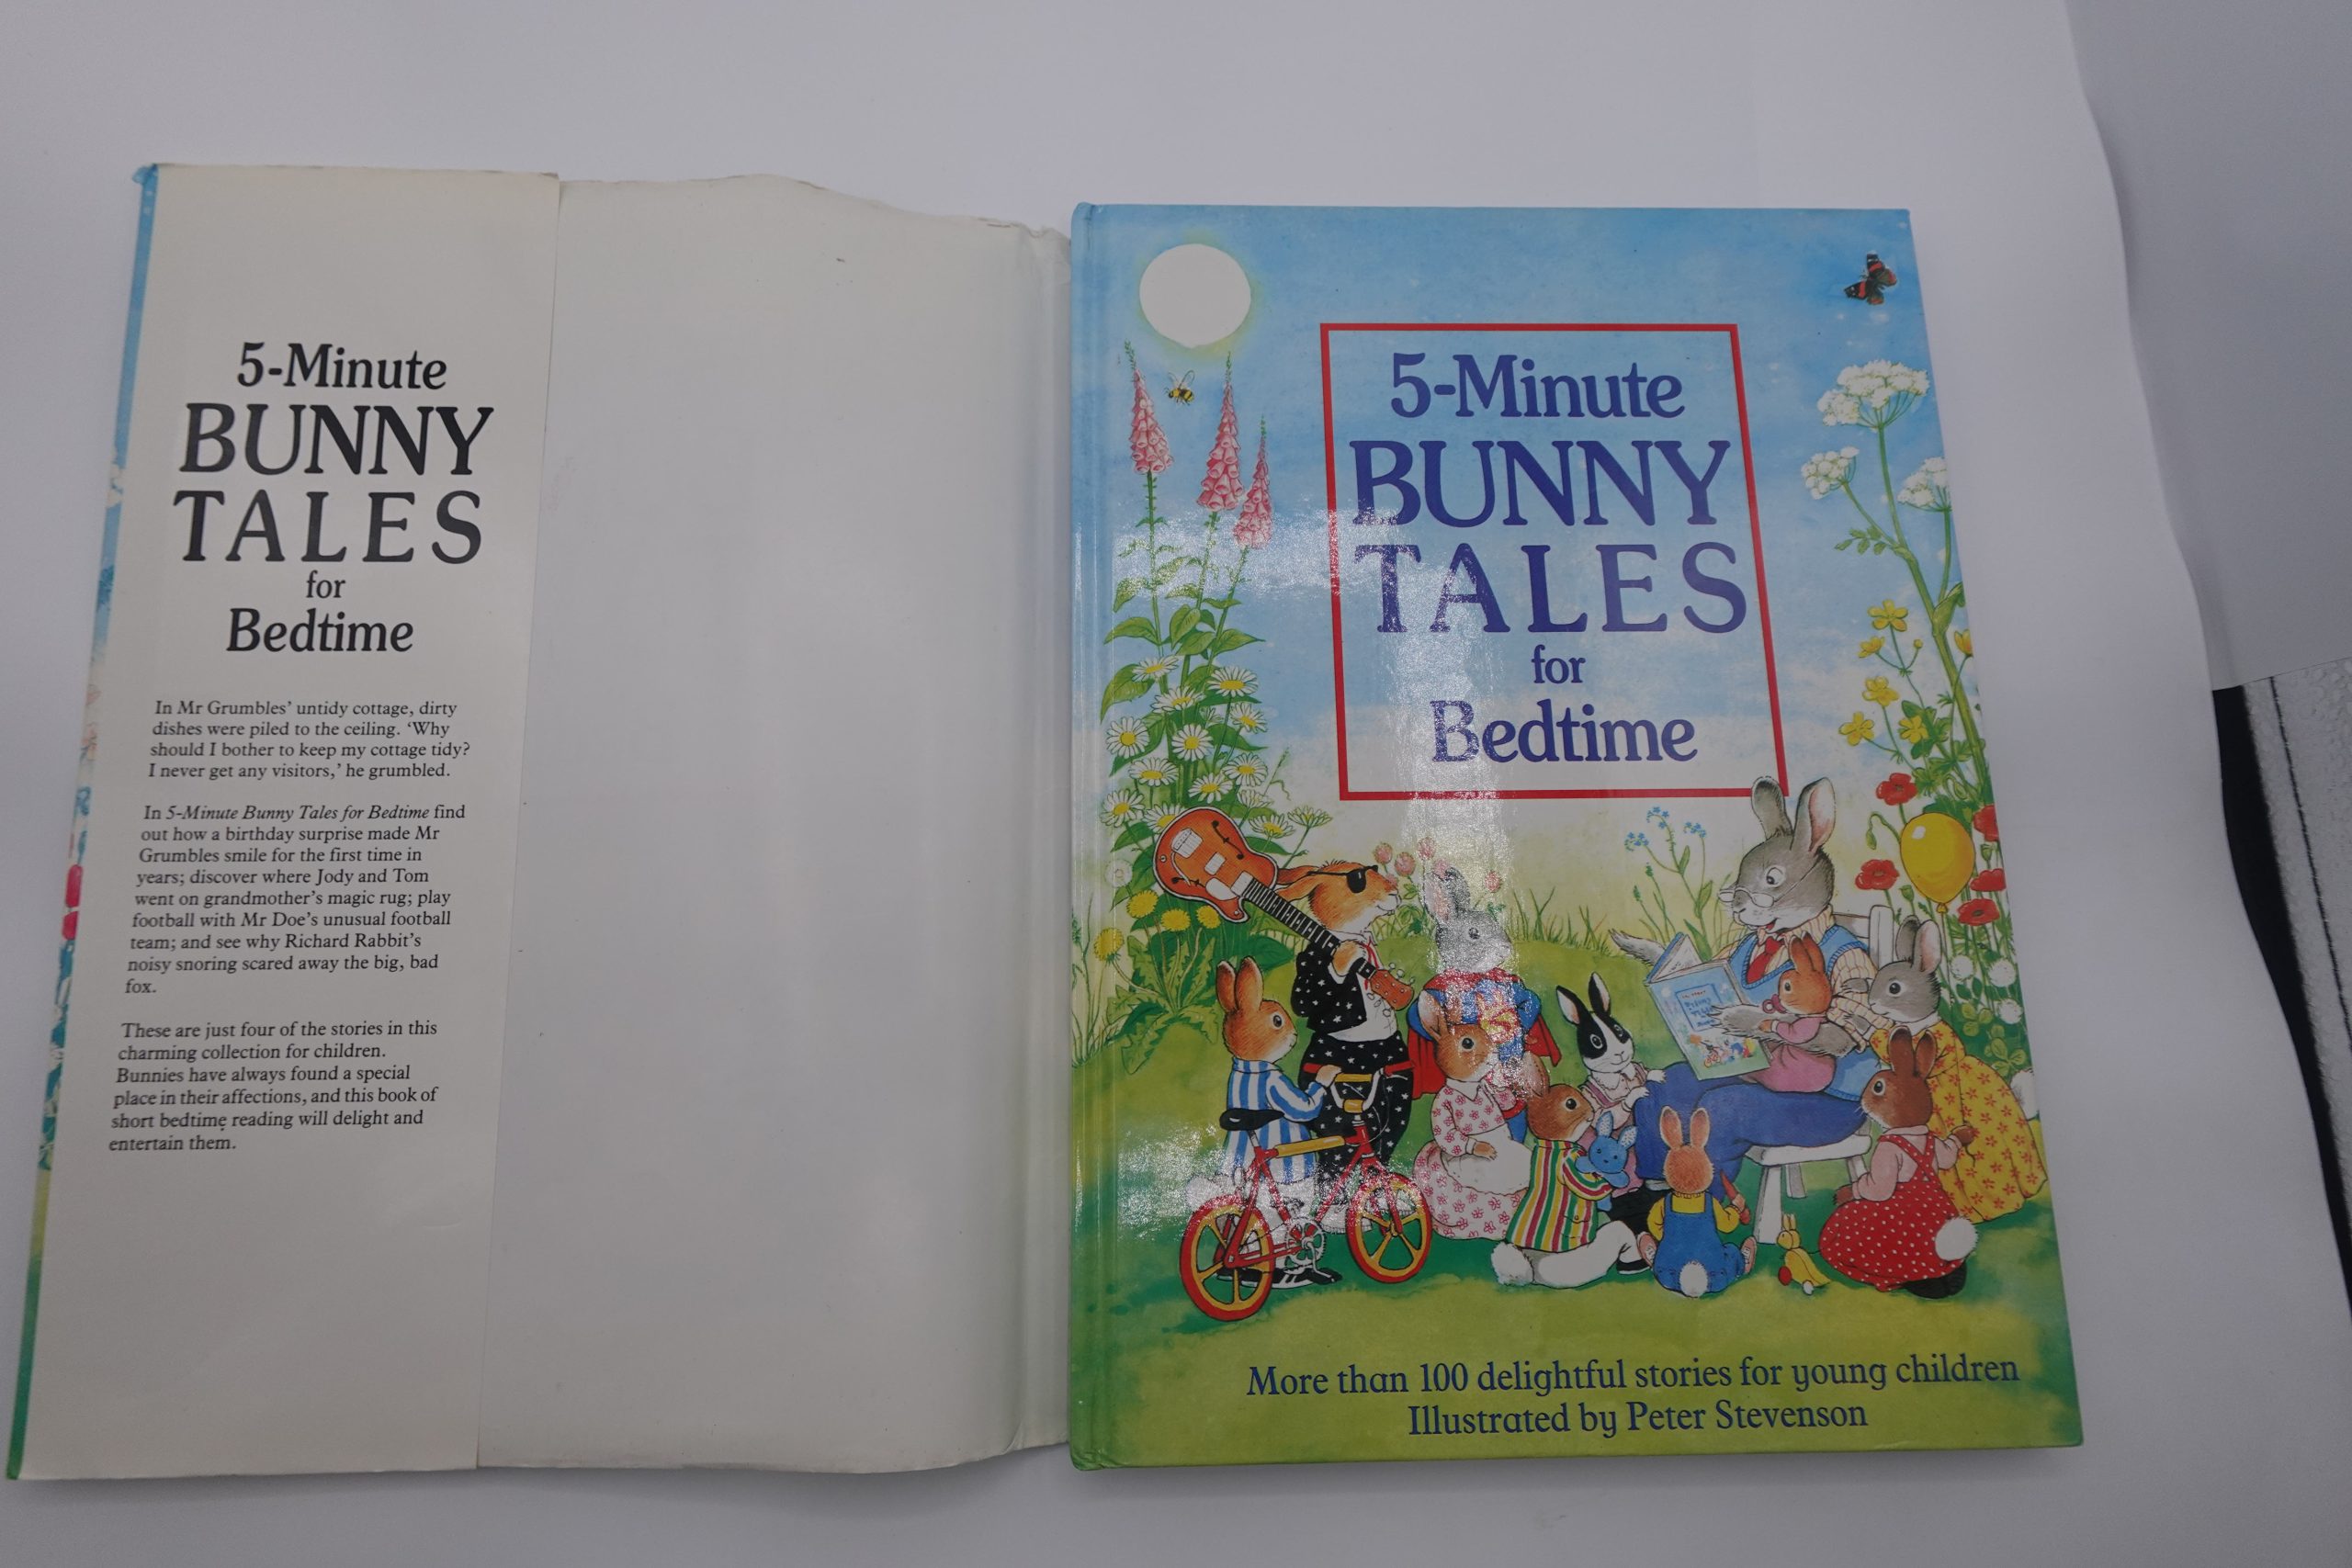 5-Minute
BUNNY
TALES
for
Bedtime
In Mr Grumbles' untidy cottage, dirty
dishes were piled to the ceiling. 'Why
should I bother to keep my cottage tidy?
I never get any visitors,' he grumbled.
In 5-Minute Bunny Tales for Bedtime find
out how a birthday surprise made Mr
Grumbles smile for the first time in
years; discover where Jody and Tom
went on grandmother's magic rug; play
football with Mr Doe's unusual football
team; and see why Richard Rabbit's
noisy snoring scared away the big, bad
fox.
These are just four of the stories in this
charming collection for children.
Bunnies have always found a special
place in their affections, and this book of
short bedtime reading will delight and
entertain them.
5-Minute
BUNNY
TALES
for
Bedtime
More than 100 delightful stories for young children
Illustrated by Peter Stevenson